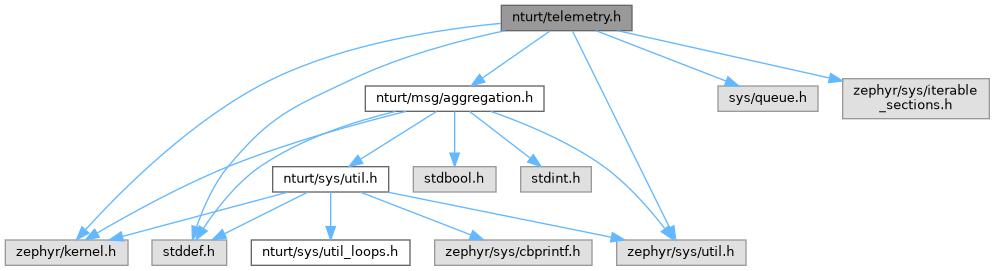 nturt/telemetry.h
nturt/msg/aggregation.h
sys/queue.h
zephyr/sys/iterable
_sections.h
nturt/sys/util.h
stdbool.h
stdint.h
zephyr/kernel.h
stddef.h
nturt/sys/util_loops.h
zephyr/sys/cbprintf.h
zephyr/sys/util.h